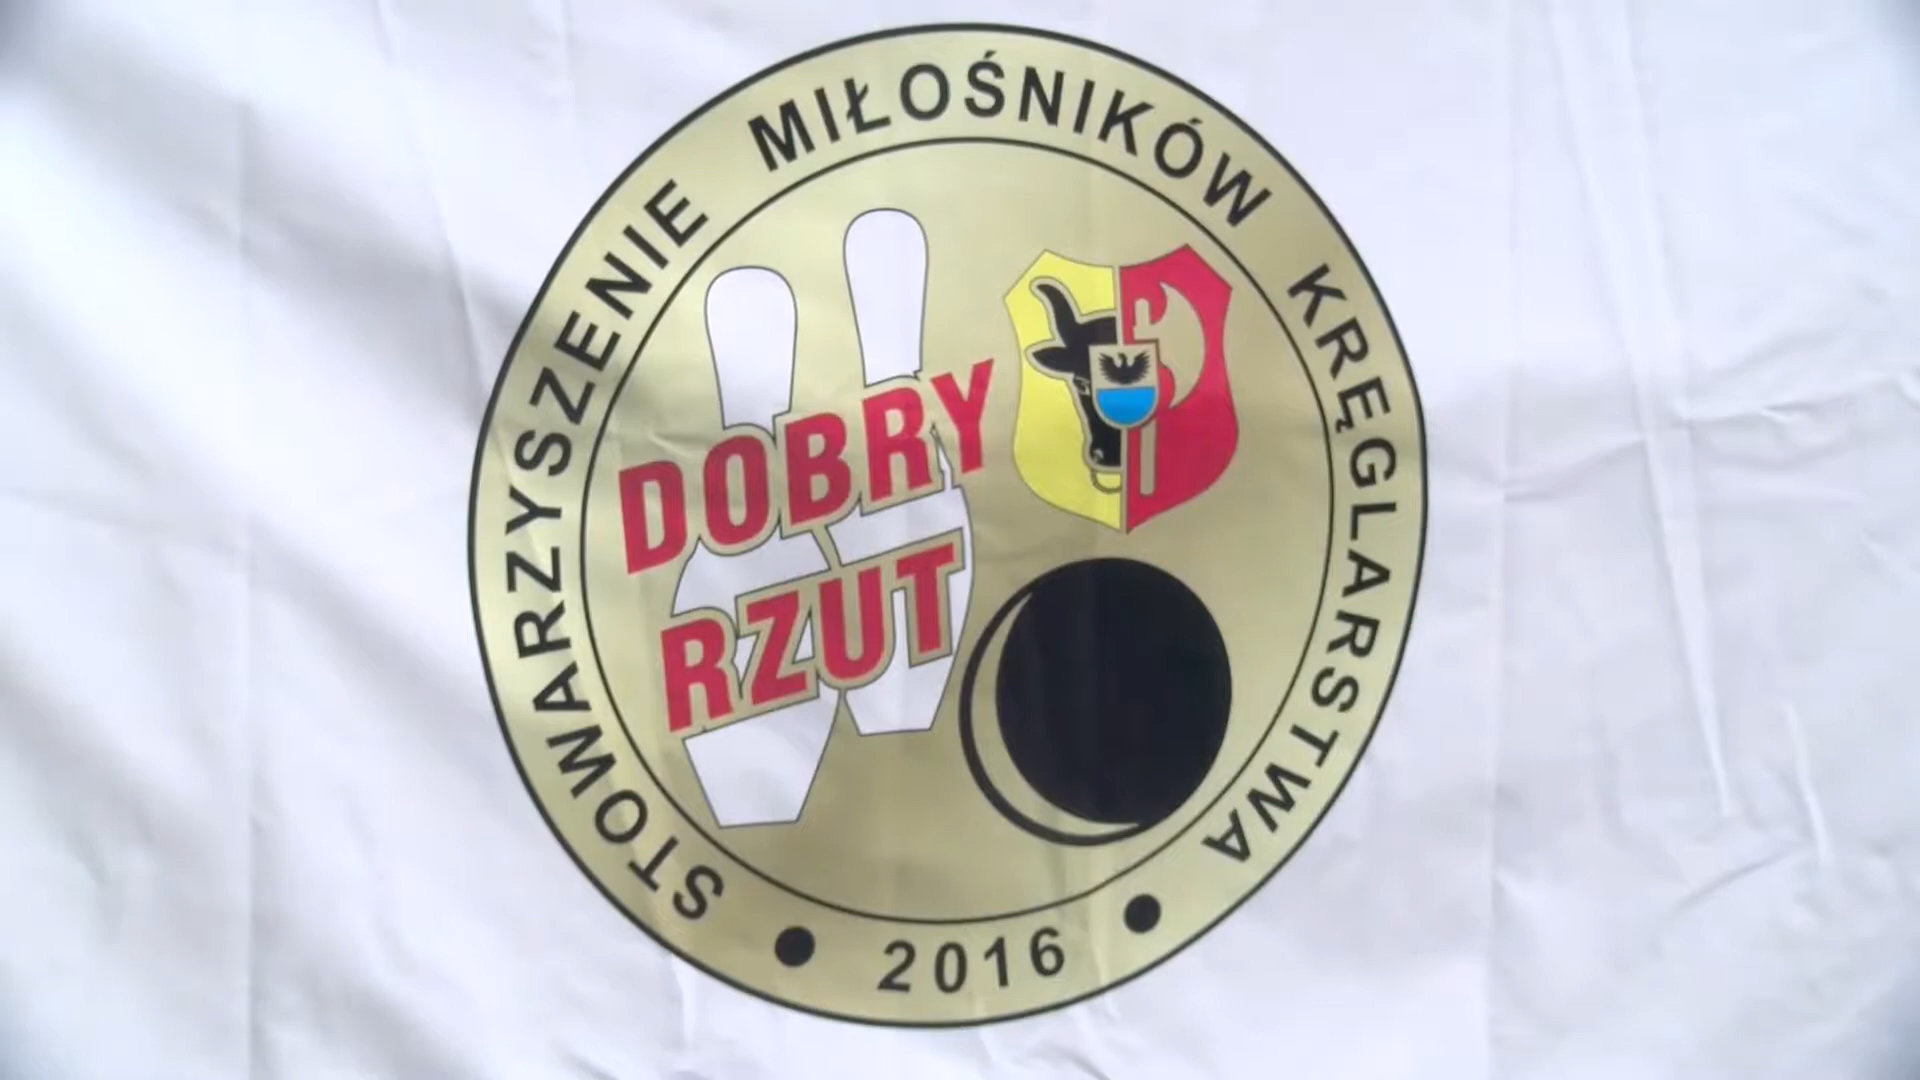 STOWARZYSZENIE MIŁOŚNIKÓW KRĘGLARSTWA
DOBRY
RZUT
• 2016 •